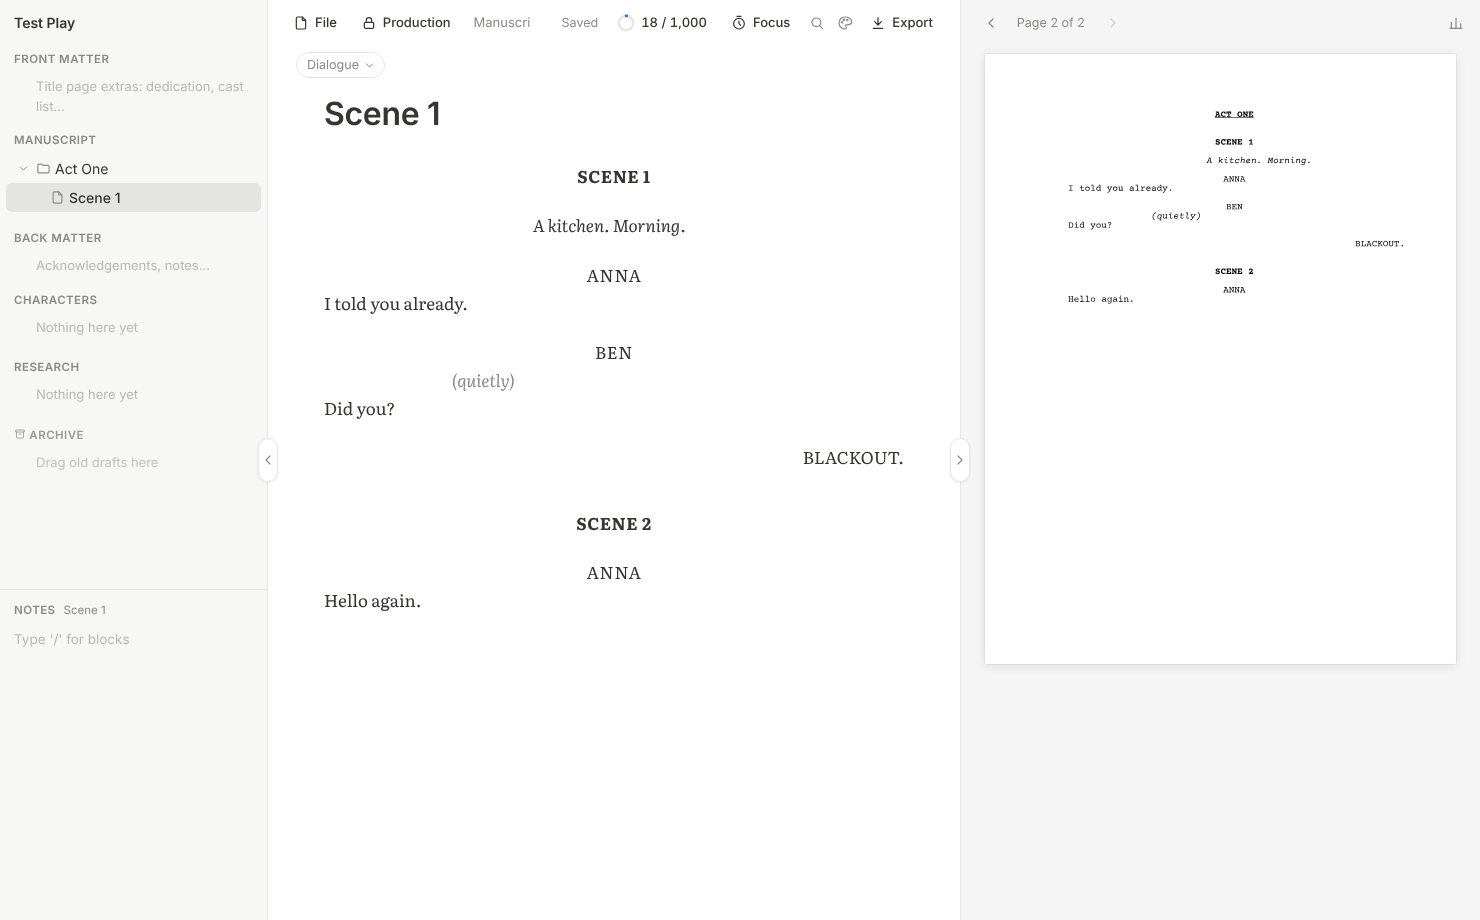 Test Play
FRONT MATTER
Title page extras: dedication, cast
list...
MANUSCRIPT
Act One
Scene 1
BACK MATTER
Acknowledgements, notes...
CHARACTERS
Nothing here yet
RESEARCH
Nothing here yet
ARCHIVE
Drag old drafts here
NOTES Scene 1
Type '/' for blocks
File Production Manuscri Saved 18 / 1,000 Focus Export
Dialogue
Scene 1
SCENE 1
A kitchen. Morning.
ANNA
I told you already.
BEN
(quietly)
Did you?
BLACKOUT.
SCENE 2
ANNA
Hello again.
Page 2 of 2
ACT ONE
SCENE 1
A kitchen. Morning.
ANNA
I told you already.
BEN
(quietly)
Did you?
BLACKOUT.
SCENE 2
ANNA
Hello again.